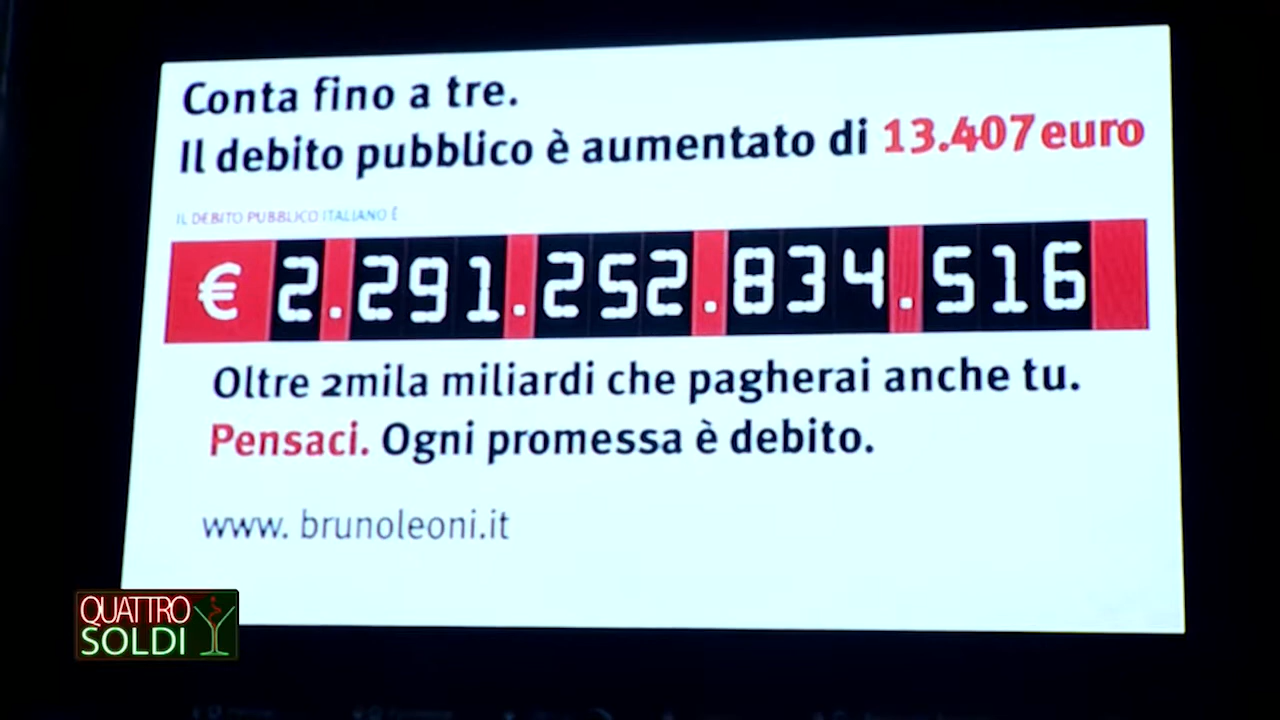 Conta fino a tre.
Il debito pubblico è aumentato di 13.407 euro
IL DEBITO PUBBLICO ITALIANO È
€ 2.291.252.834.516
Oltre 2mila miliardi che pagherai anche tu.
Pensaci. Ogni promessa è debito.
www. brunoleoni.it
QUATTRO
SOLDI